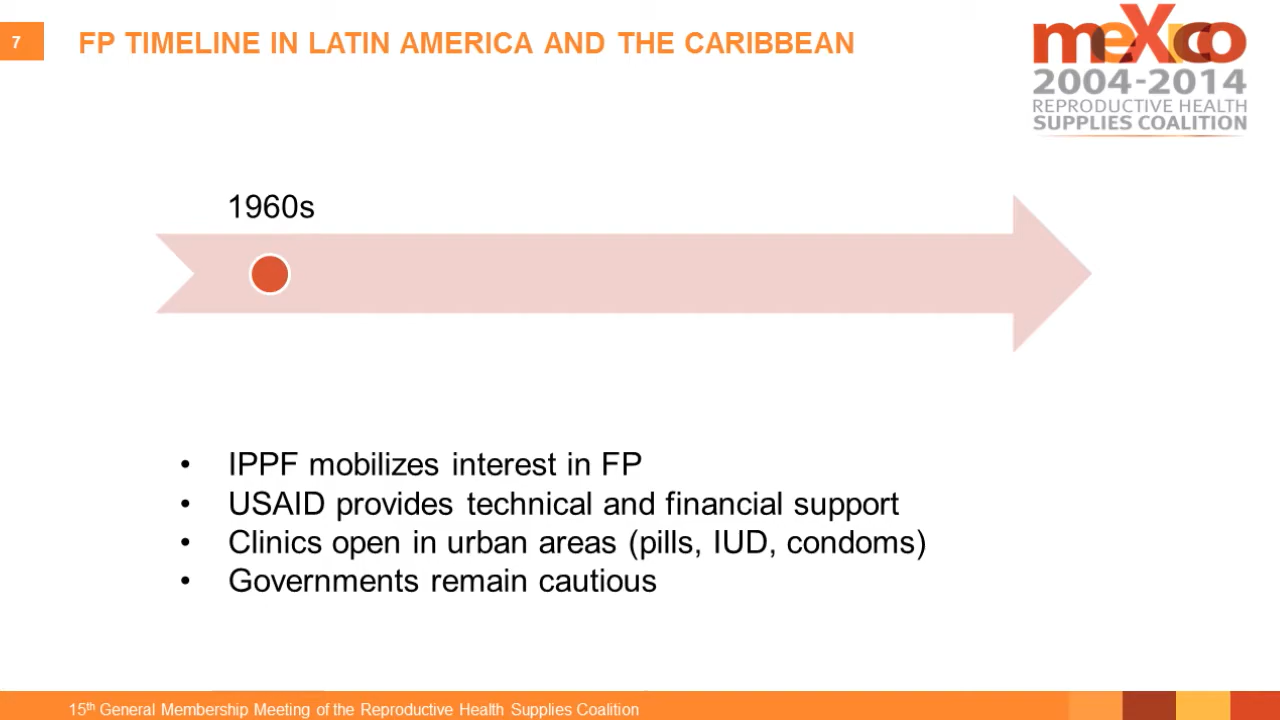 7
FP TIMELINE IN LATIN AMERICA AND THE CARIBBEAN
meXico
2004-2014
REPRODUCTIVE HEALTH
SUPPLIES COALITION
1960s
• IPPF mobilizes interest in FP
• USAID provides technical and financial support
• Clinics open in urban areas (pills, IUD, condoms)
• Governments remain cautious
15th General Membership Meeting of the Reproductive Health Supplies Coalition